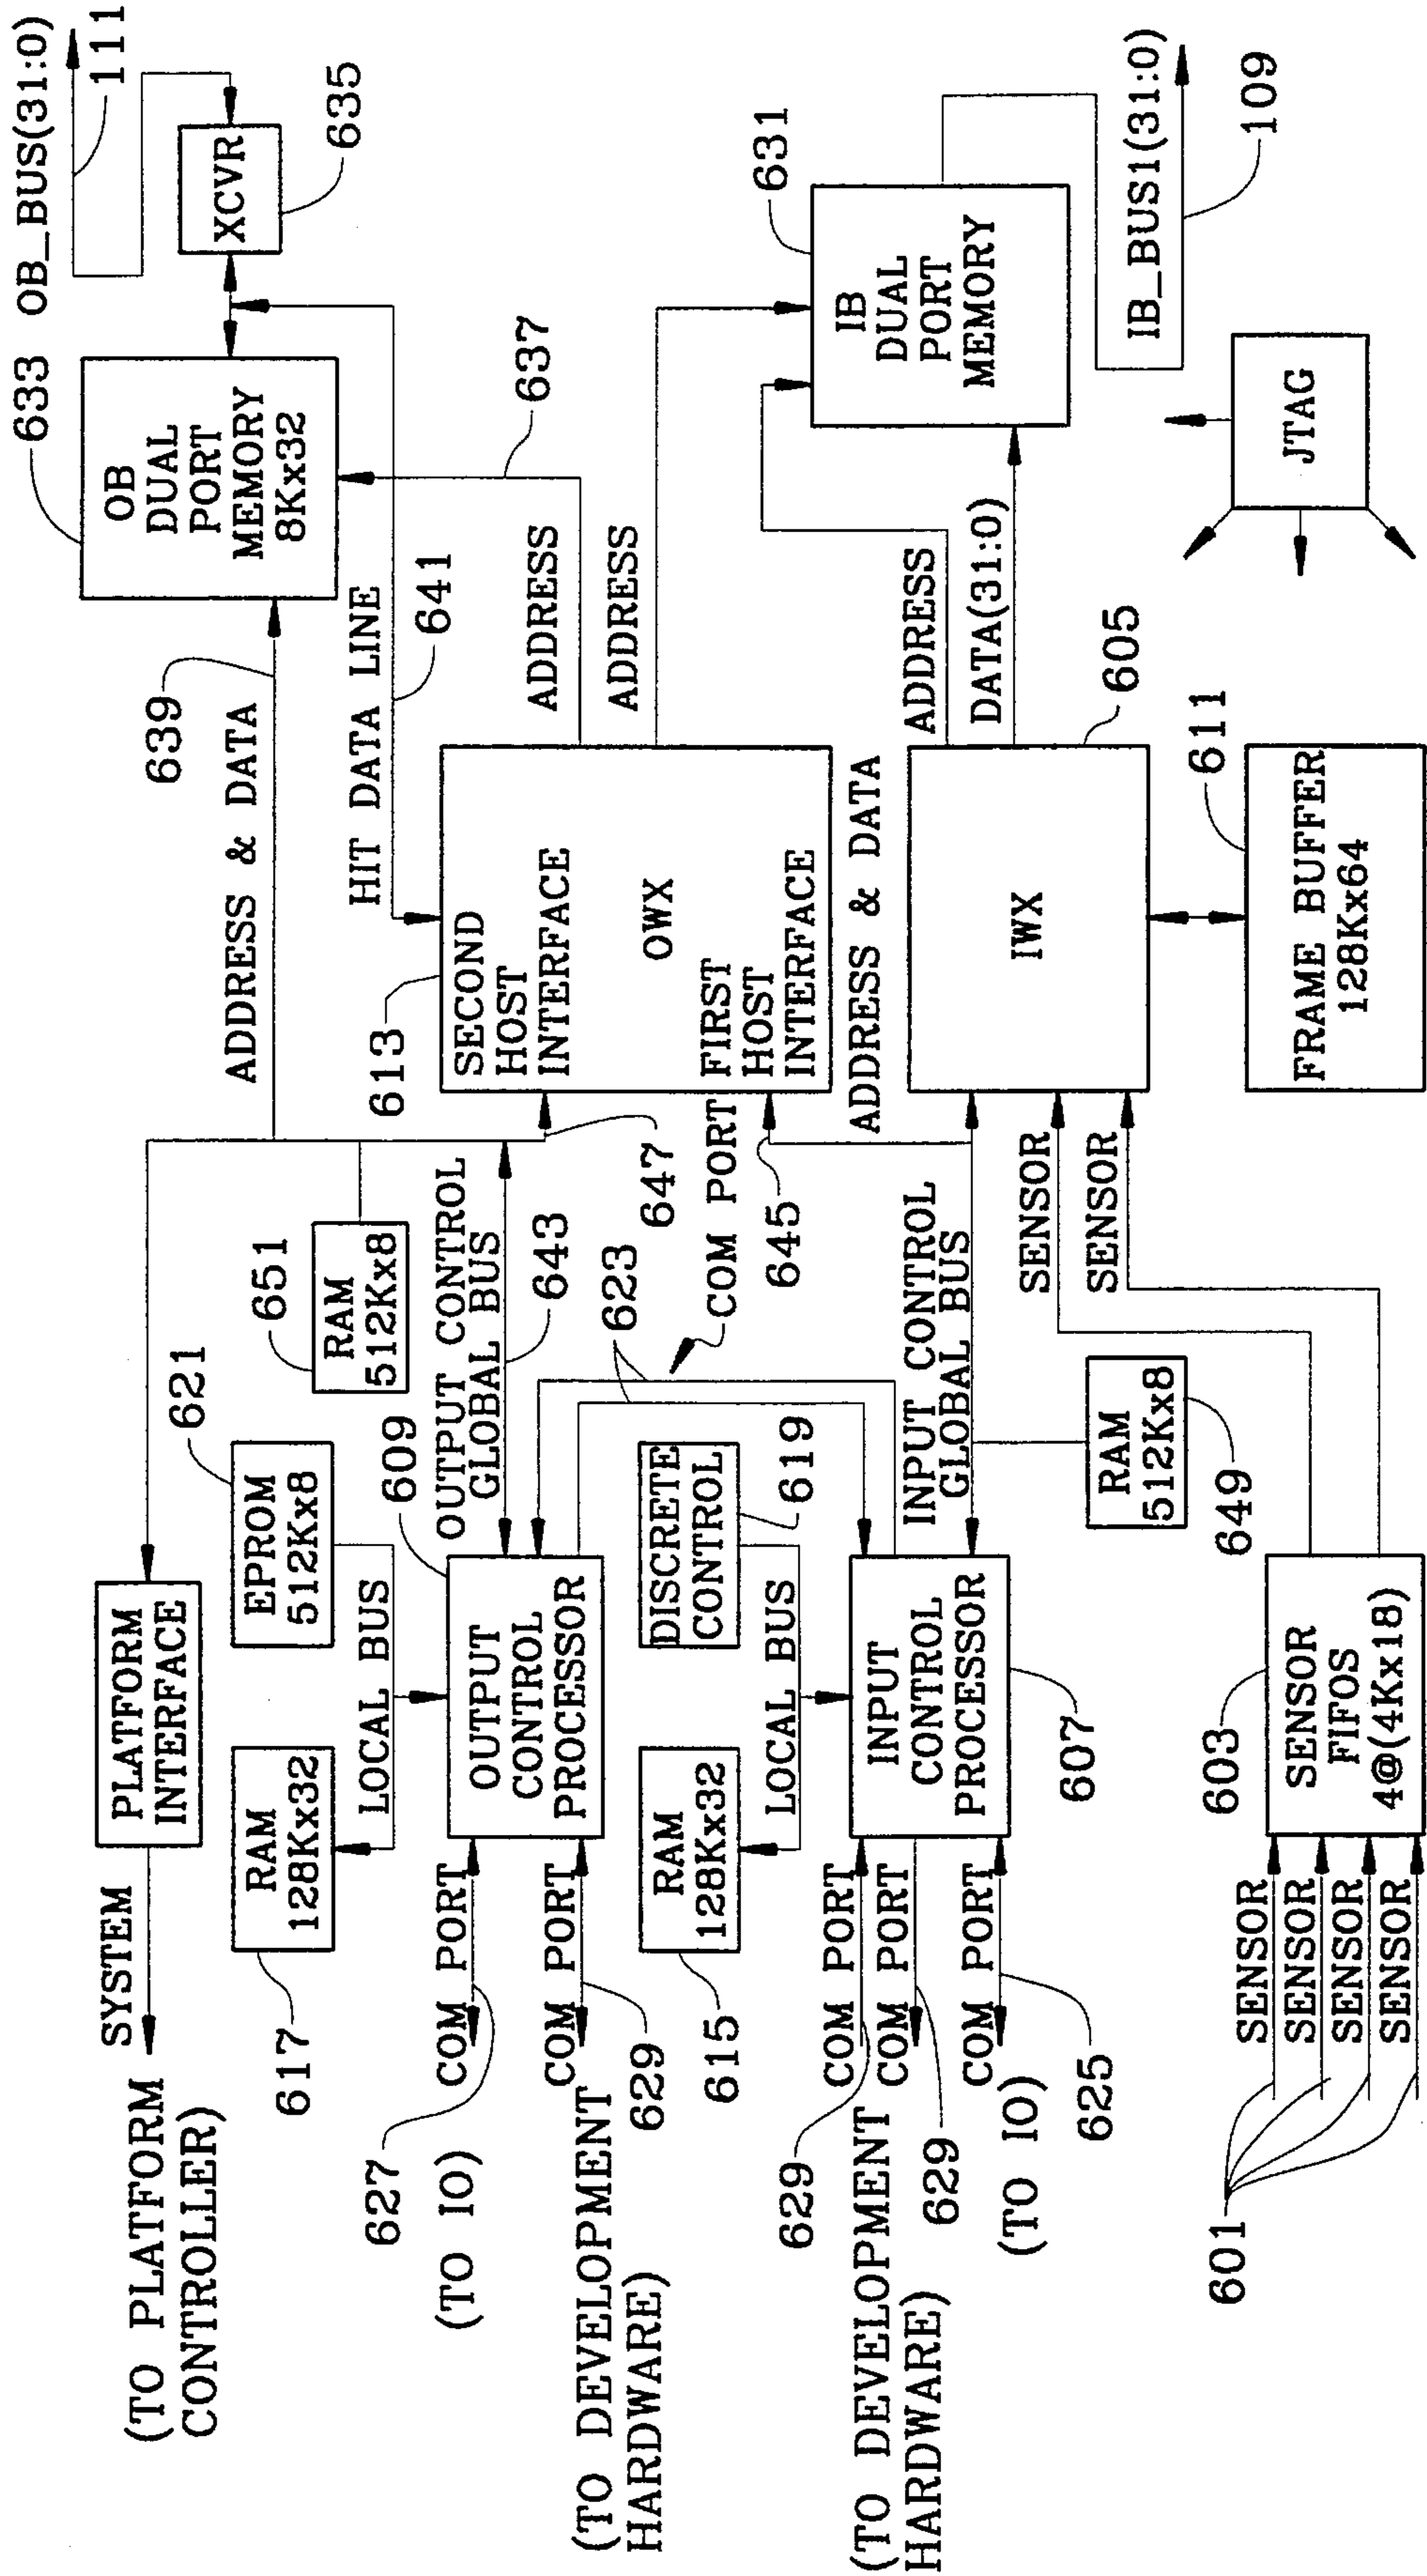 (TO PLATFORM
CONTROLLER)
SYSTEM
PLATFORM
INTERFACE
617
RAM
128Kx32
621
EPROM
512Kx8
LOCAL BUS
651
RAM
512Kx8
ADDRESS & DATA
639
633
OB
DUAL
PORT
MEMORY
8Kx32
OB_BUS(31:0)
111
XCVR
635
627
(TO IO)
COM PORT
COM PORT
629
(TO DEVELOPMENT
HARDWARE)
609
OUTPUT
CONTROL
PROCESSOR
OUTPUT CONTROL
GLOBAL BUS
643
623
COM PORT
647
613
SECOND
HOST
INTERFACE
OWX
FIRST
HOST
INTERFACE
645
HIT DATA LINE
641
ADDRESS
637
ADDRESS
615
RAM
128Kx32
DISCRETE
CONTROL
619
LOCAL BUS
COM PORT
COM PORT
COM PORT
629
629
625
(TO DEVELOPMENT
HARDWARE)
(TO IO)
INPUT
CONTROL
PROCESSOR
607
INPUT CONTROL
GLOBAL BUS
RAM
512Kx8
649
ADDRESS & DATA
SENSOR
SENSOR
IWX
605
ADDRESS
DATA(31:0)
631
IB
DUAL
PORT
MEMORY
IB_BUS1(31:0)
109
601
SENSOR
SENSOR
SENSOR
SENSOR
603
SENSOR
FIFOS
4@(4Kx18)
611
FRAME BUFFER
128Kx64
JTAG